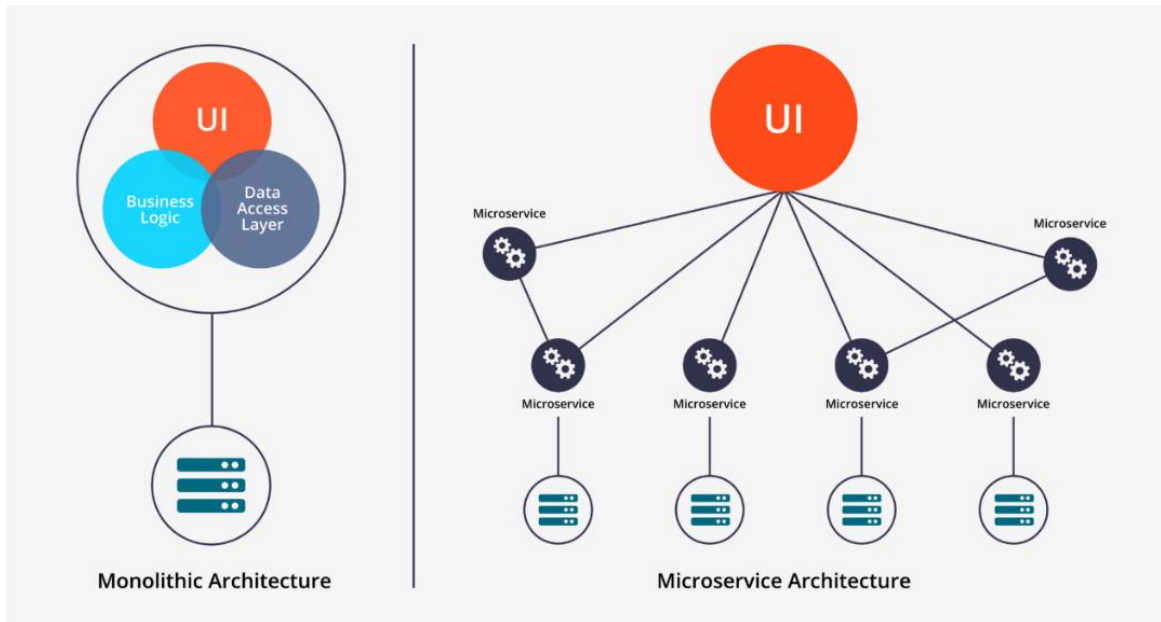 UI
Business
Logic
Data
Access
Layer
Monolithic Architecture
UI
Microservice
Microservice
Microservice
Microservice
Microservice
Microservice
Microservice Architecture